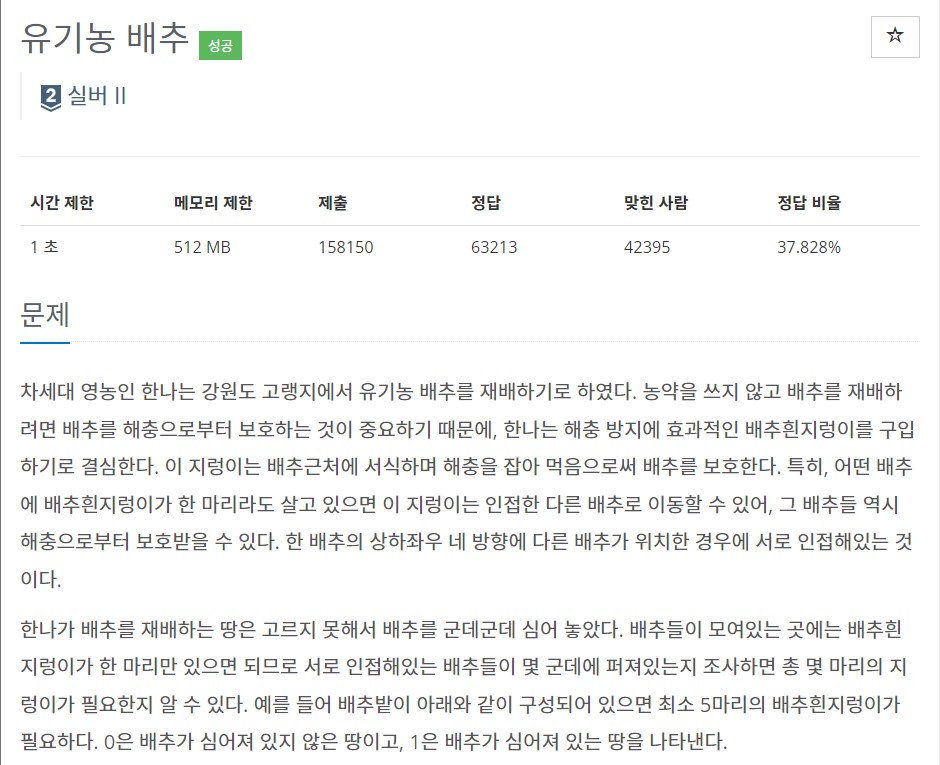 유기농 배추 성공
☆
2 실버 II
시간 제한 메모리 제한 제출 정답 맞힌 사람 정답 비율
1 초 512 MB 158150 63213 42395 37.828%
문제
차세대 영농인 한나는 강원도 고랭지에서 유기농 배추를 재배하기로 하였다. 농약을 쓰지 않고 배추를 재배하
려면 배추를 해충으로부터 보호하는 것이 중요하기 때문에, 한나는 해충 방지에 효과적인 배추흰지렁이를 구입
하기로 결심한다. 이 지렁이는 배추근처에 서식하며 해충을 잡아 먹음으로써 배추를 보호한다. 특히, 어떤 배추
에 배추흰지렁이가 한 마리라도 살고 있으면 이 지렁이는 인접한 다른 배추로 이동할 수 있어, 그 배추들 역시
해충으로부터 보호받을 수 있다. 한 배추의 상하좌우 네 방향에 다른 배추가 위치한 경우에 서로 인접해있는 것
이다.
한나가 배추를 재배하는 땅은 고르지 못해서 배추를 군데군데 심어 놓았다. 배추들이 모여있는 곳에는 배추흰
지렁이가 한 마리만 있으면 되므로 서로 인접해있는 배추들이 몇 군데에 퍼져있는지 조사하면 총 몇 마리의 지
렁이가 필요한지 알 수 있다. 예를 들어 배추밭이 아래와 같이 구성되어 있으면 최소 5마리의 배추흰지렁이가
필요하다. 0은 배추가 심어져 있지 않은 땅이고, 1은 배추가 심어져 있는 땅을 나타낸다.